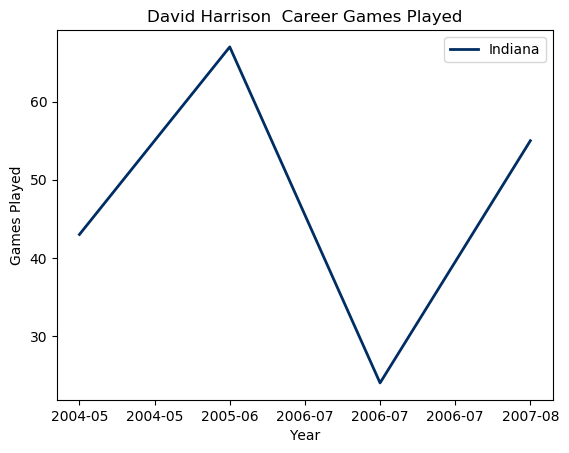 David Harrison  Career Games Played
Indiana
Games Played
60
50
40
30
2004-05 2004-05 2005-06 2006-07 2006-07 2006-07 2007-08
Year